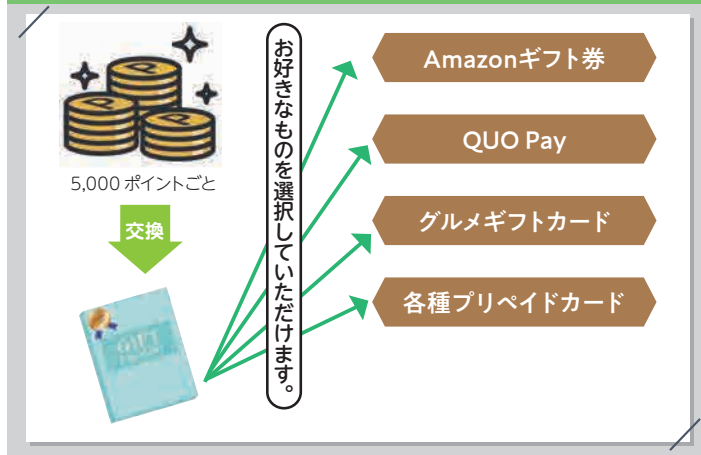 5,000 ポイントごと
交換
お好きなものを選択していただけます。
Amazonギフト券
QUO Pay
グルメギフトカード
各種プリペイドカード